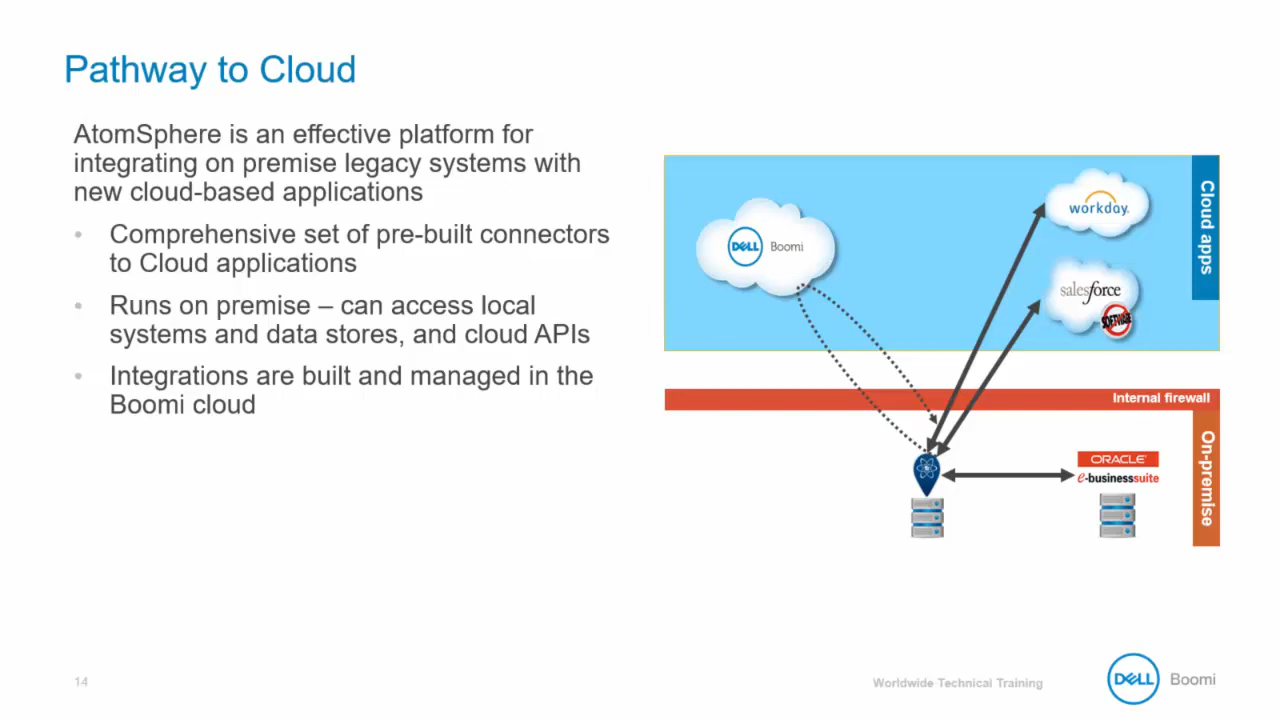 Pathway to Cloud
AtomSphere is an effective platform for
integrating on premise legacy systems with
new cloud-based applications
• Comprehensive set of pre-built connectors
to Cloud applications
• Runs on premise – can access local
systems and data stores, and cloud APIs
• Integrations are built and managed in the
Boomi cloud
DELL Boomi
workday.
salesforce
SOFTWARE
Cloud apps
Internal firewall
ORACLE
e-businesssuite
On-premise
14
Worldwide Technical Training
DELL Boomi